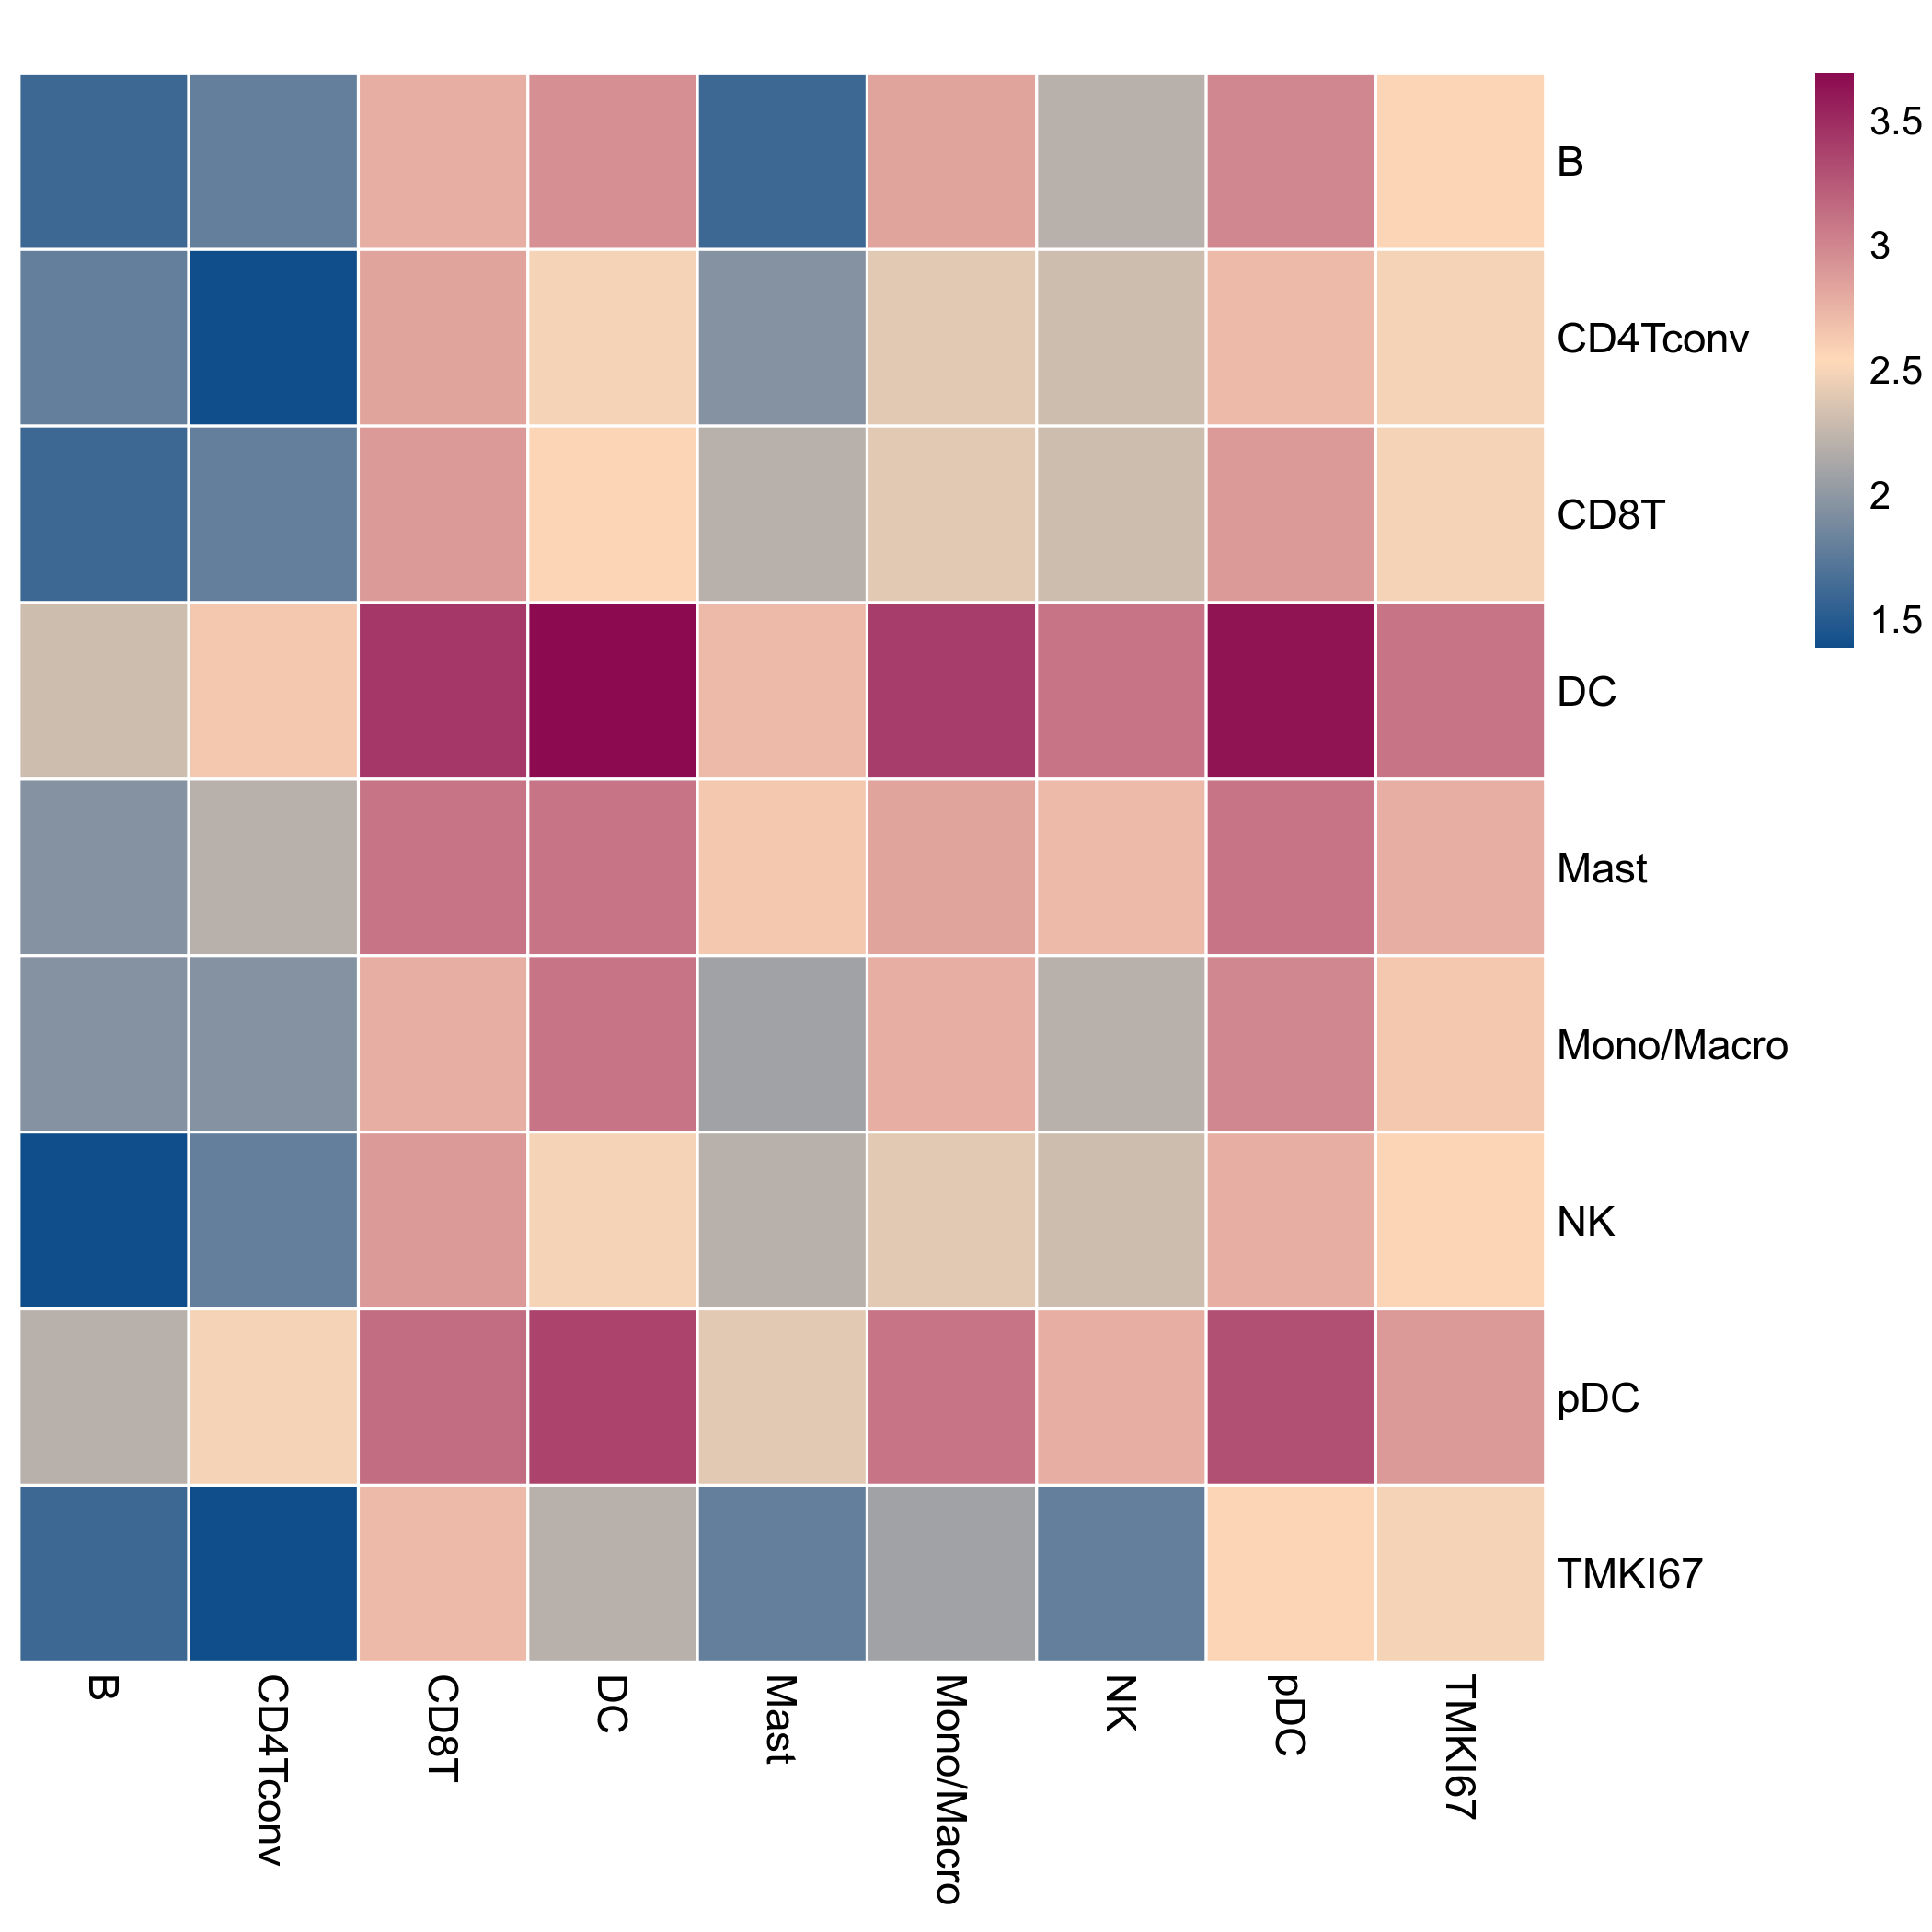 B
CD4Tconv
CD8T
DC
Mast
Mono/Macro
NK
pDC
TMKI67
3.5
3
2.5
2
1.5
B
CD4Tconv
CD8T
DC
Mast
Mono/Macro
NK
pDC
TMKI67